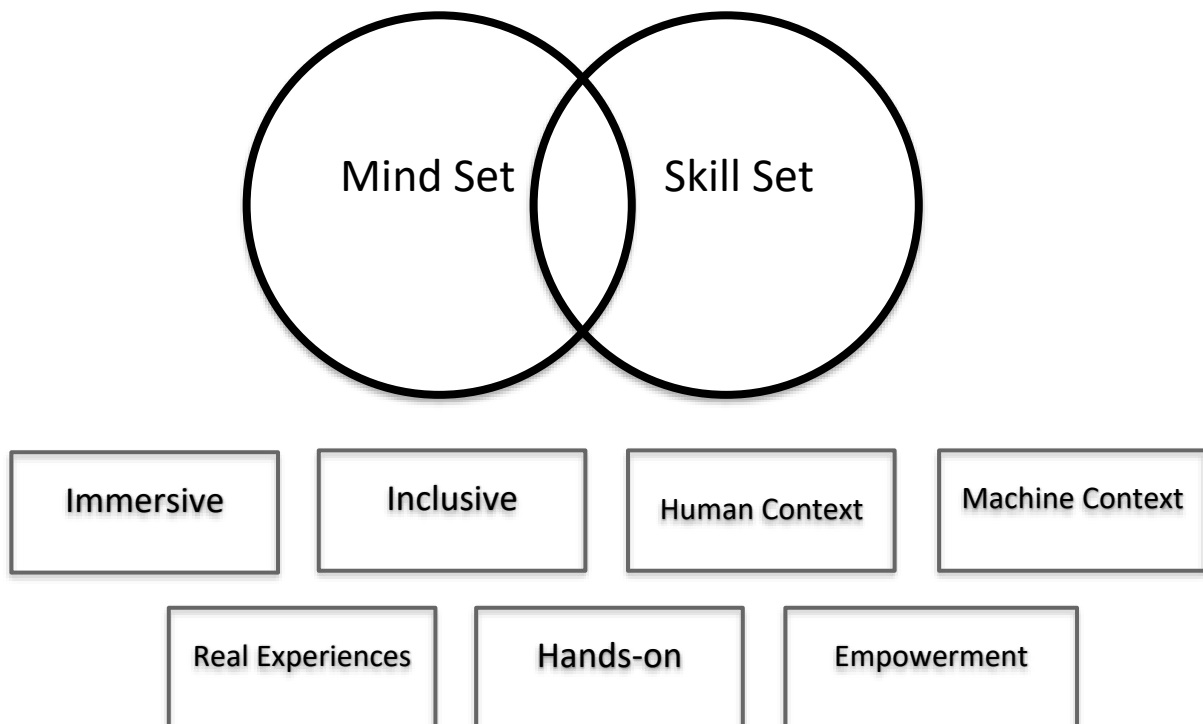 Mind Set
Skill Set
Immersive
Inclusive
Human Context
Machine Context
Real Experiences
Hands-on
Empowerment